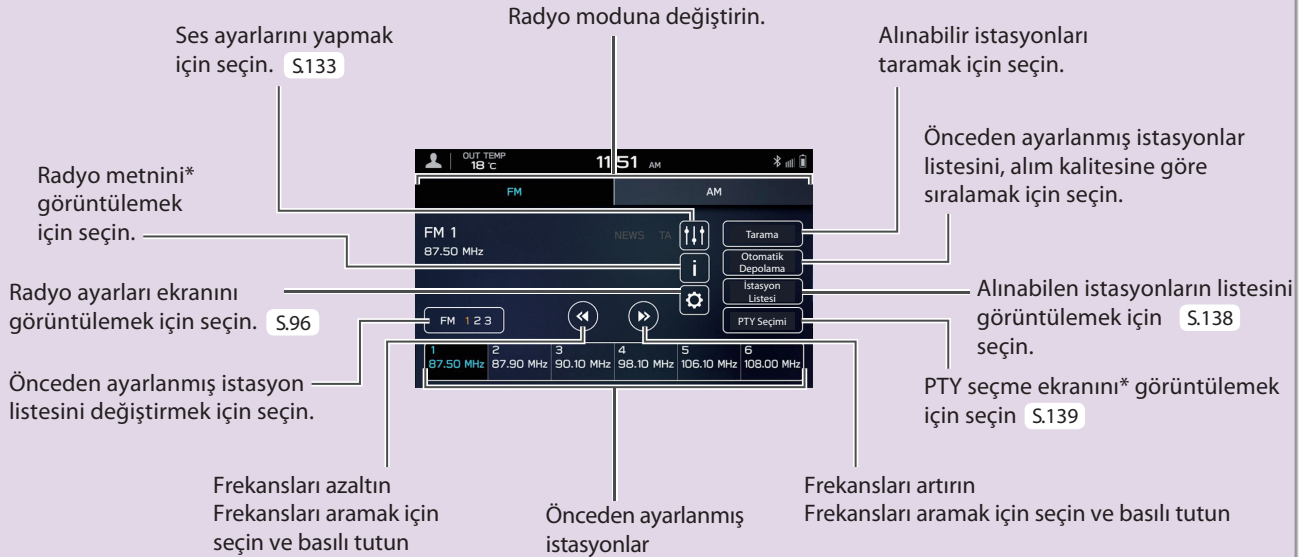 Radyo moduna değiştirin.
Ses ayarlarını yapmak
için seçin. S.133
Alınabilir istasyonları
taramak için seçin.
Radyo metnini*
görüntülemek
için seçin.
Önceden ayarlanmış istasyonlar
listesini, alım kalitesine göre
sıralamak için seçin.
OUT TEMP
18 °C
11 51 AM
FM
AM
FM 1
87.50 MHz
NEWS TA
i
Tarama
Otomatik
Depolama
İstasyon
Listesi
PTY Seçimi
FM 1 2 3
1 2 3 4 5 6
87.50 MHz 87.90 MHz 90.10 MHz 98.10 MHz 106.10 MHz 108.00 MHz
Radyo ayarları ekranını
görüntülemek için seçin. S.96
Alınabilen istasyonların listesini
görüntülemek için S.138
seçin.
Önceden ayarlanmış istasyon
listesini değiştirmek için seçin.
PTY seçme ekranını* görüntülemek
için seçin S.139
Frekansları azaltın
Frekansları aramak için
seçin ve basılı tutun
Önceden ayarlanmış
istasyonlar
Frekansları artırın
Frekansları aramak için seçin ve basılı tutun